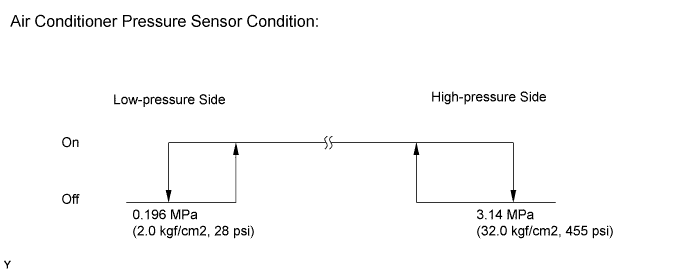 Air Conditioner Pressure Sensor Condition:
Low-pressure Side
High-pressure Side
On
Off
0.196 MPa
(2.0 kgf/cm2, 28 psi)
3.14 MPa
(32.0 kgf/cm2, 455 psi)
Y